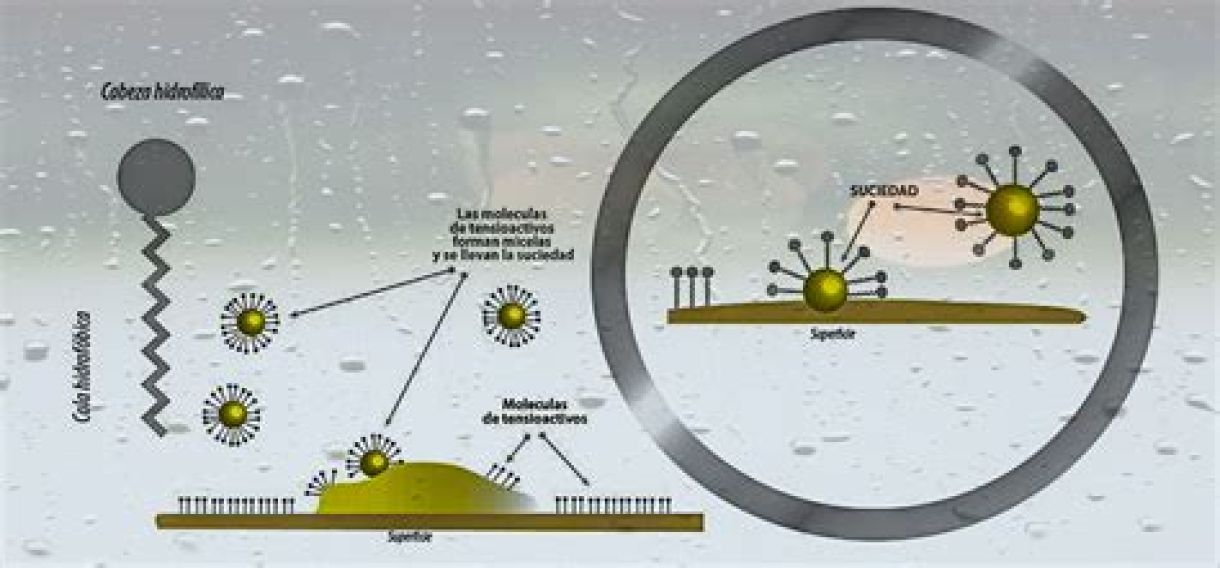 Cabeza hidrofílica
Cola hidrofóbica
Las moleculas
de tensioactivos
forman micelas
y se llevan la suciedad
Moleculas
de tensioactivos
Superficie
SUCIEDAD
Superficie